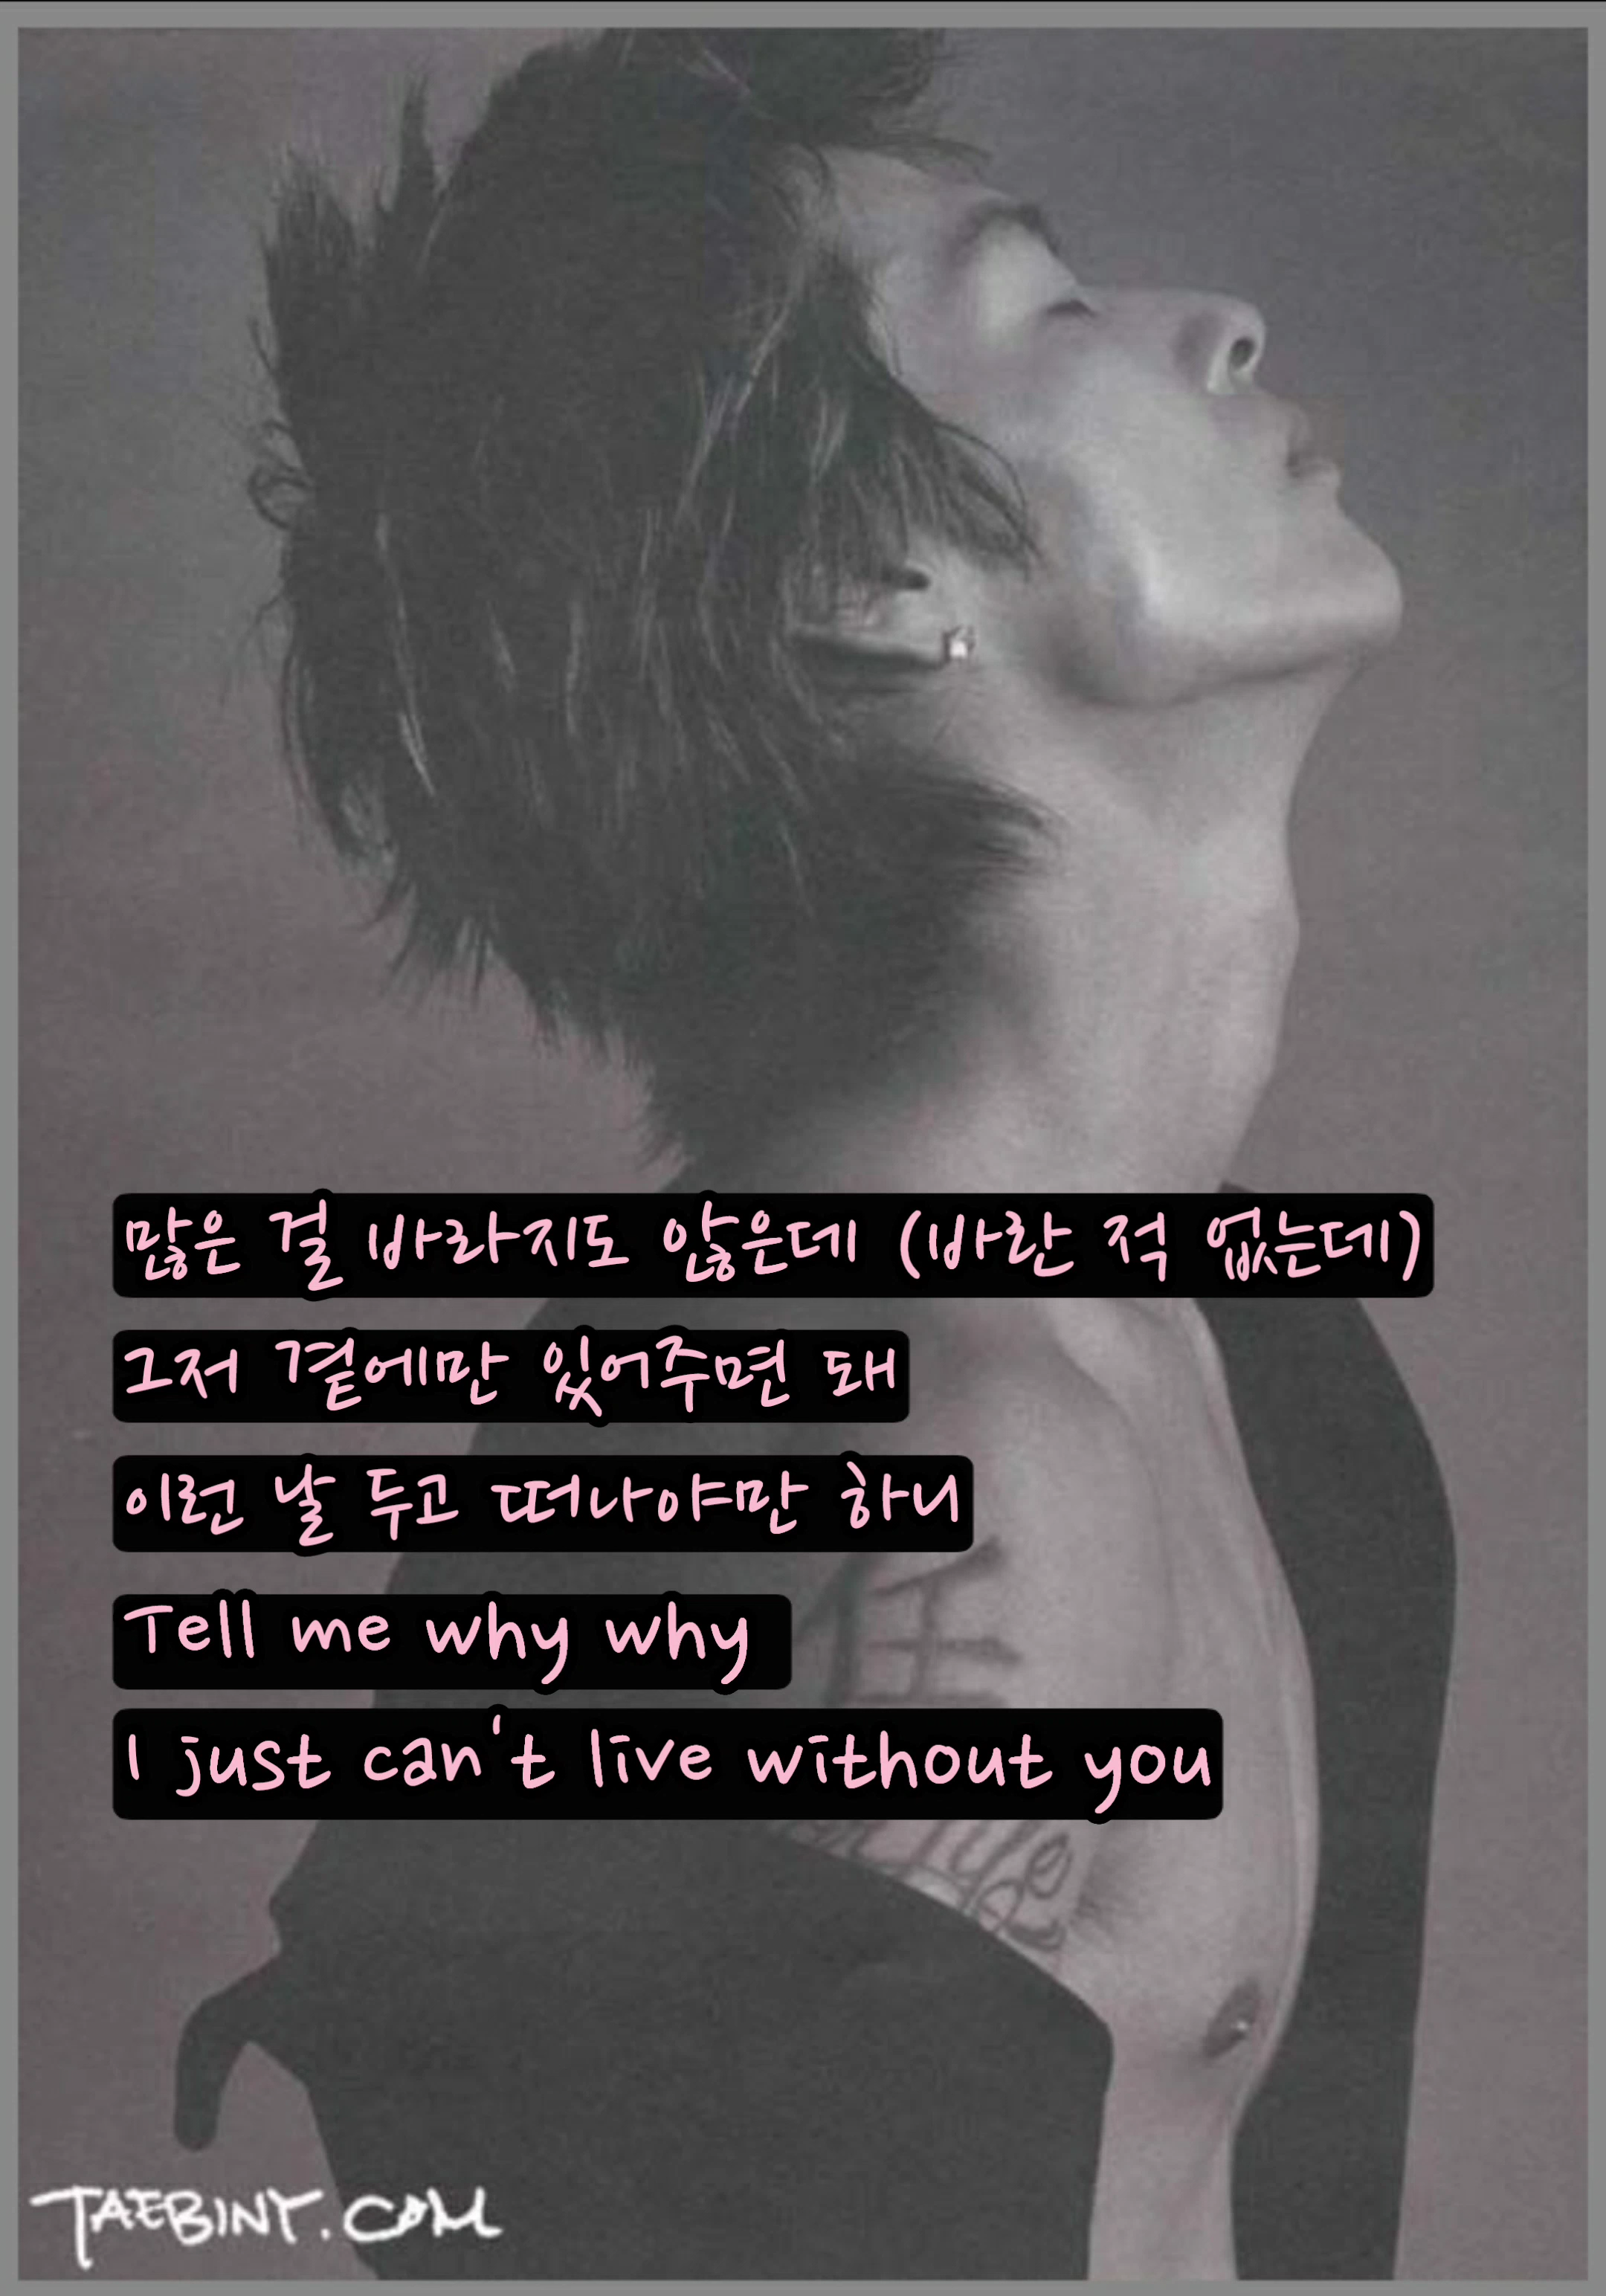 많은 걸 바라지도 않은데 (바란 적 없는데)
그저 곁에만 있어주면 돼
이런 날 두고 떠나야만 하니
Tell me why why
I just can't live without you
life
TAEBINY.COM